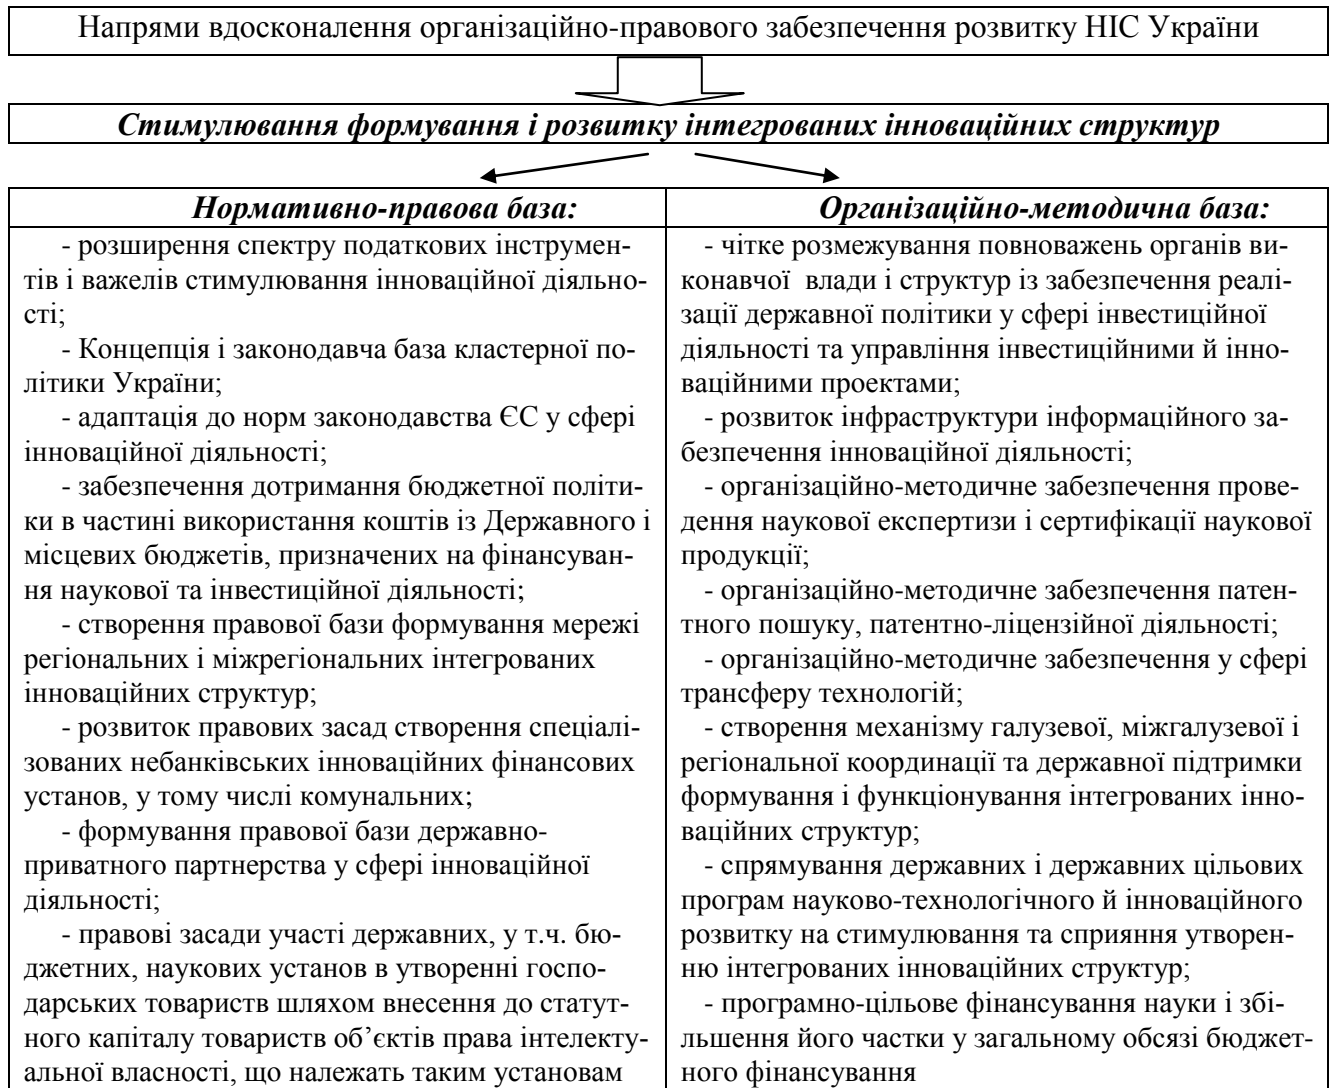 Напрями вдосконалення організаційно-правового забезпечення розвитку НІС України
Стимулювання формування і розвитку інтегрованих інноваційних структур
Нормативно-правова база:
- розширення спектру податкових інструмен-
тів і важелів стимулювання інноваційної діяльно-
сті;
- Концепція і законодавча база кластерної по-
літики України;
- адаптація до норм законодавства ЄС у сфері
інноваційної діяльності;
- забезпечення дотримання бюджетної політи-
ки в частині використання коштів із Державного і
місцевих бюджетів, призначених на фінансуван-
ня наукової та інвестиційної діяльності;
- створення правової бази формування мережі
регіональних і міжрегіональних інтегрованих
інноваційних структур;
- розвиток правових засад створення спеціалі-
зованих небанківських інноваційних фінансових
установ, у тому числі комунальних;
- формування правової бази державно-
приватного партнерства у сфері інноваційної
діяльності;
- правові засади участі державних, у т.ч. бю-
джетних, наукових установ в утворенні госпо-
дарських товариств шляхом внесення до статут-
ного капіталу товариств об’єктів права інтелекту-
альної власності, що належать таким установам
Організаційно-методична база:
- чітке розмежування повноважень органів ви-
конавчої влади і структур із забезпечення реалі-
зації державної політики у сфері інвестиційної
діяльності та управління інвестиційними й інно-
ваційними проектами;
- розвиток інфраструктури інформаційного за-
безпечення інноваційної діяльності;
- організаційно-методичне забезпечення прове-
дення наукової експертизи і сертифікації наукової
продукції;
- організаційно-методичне забезпечення патен-
тного пошуку, патентно-ліцензійної діяльності;
- організаційно-методичне забезпечення у сфері
трансферу технологій;
- створення механізму галузевої, міжгалузевої і
регіональної координації та державної підтримки
формування і функціонування інтегрованих інно-
ваційних структур;
- спрямування державних і державних цільових
програм науково-технологічного й інноваційного
розвитку на стимулювання та сприяння утворен-
ню інтегрованих інноваційних структур;
- програмно-цільове фінансування науки і збі-
льшення його частки у загальному обсязі бюджет-
ного фінансування